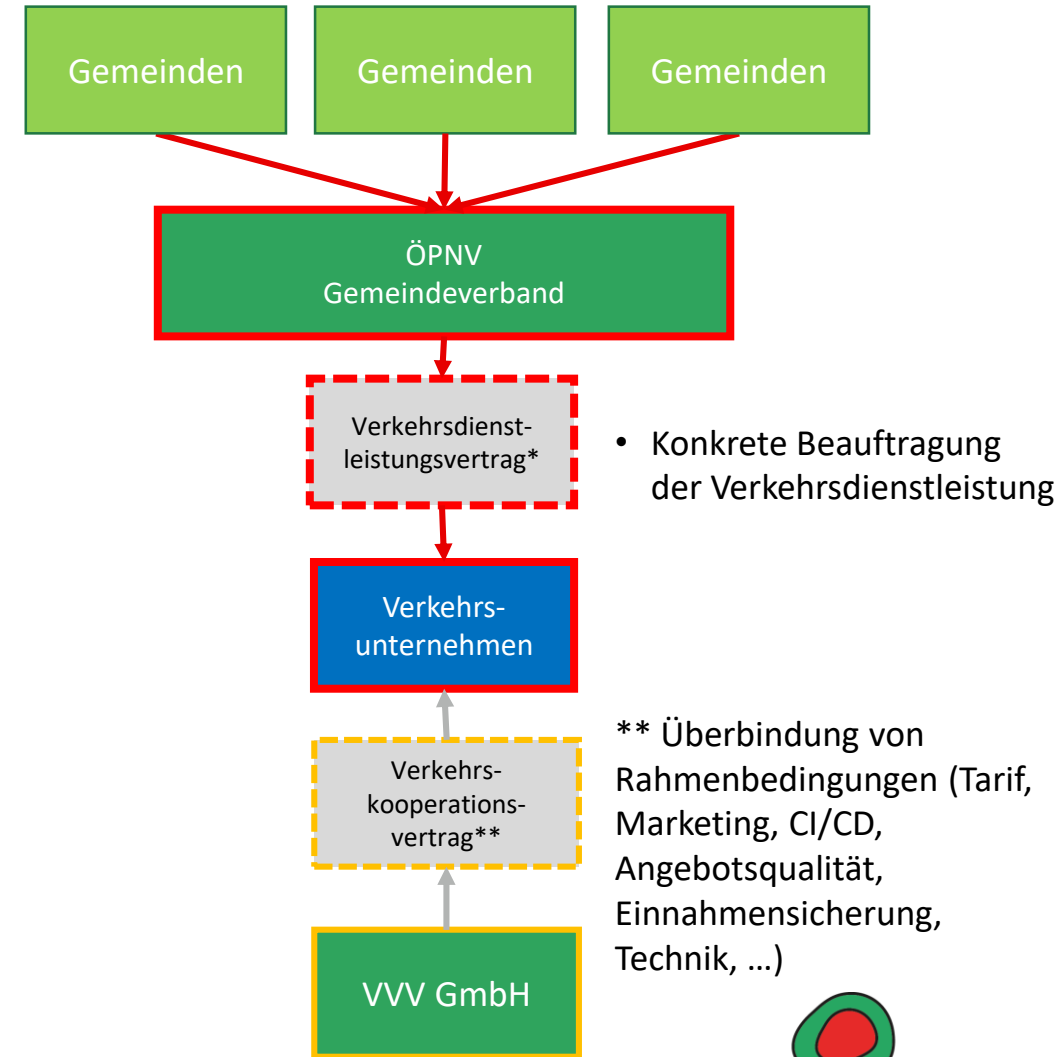 Gemeinden
Gemeinden
Gemeinden
ÖPNV
Gemeindeverband
Verkehrsdienst-
leistungsvertrag*
• Konkrete Beauftragung
der Verkehrsdienstleistung
Verkehrs-
unternehmen
Verkehrs-
kooperations-
vertrag**
** Überbindung von
Rahmenbedingungen (Tarif,
Marketing, CI/CD,
Angebotsqualität,
Einnahmensicherung,
Technik, …)
VVV GmbH